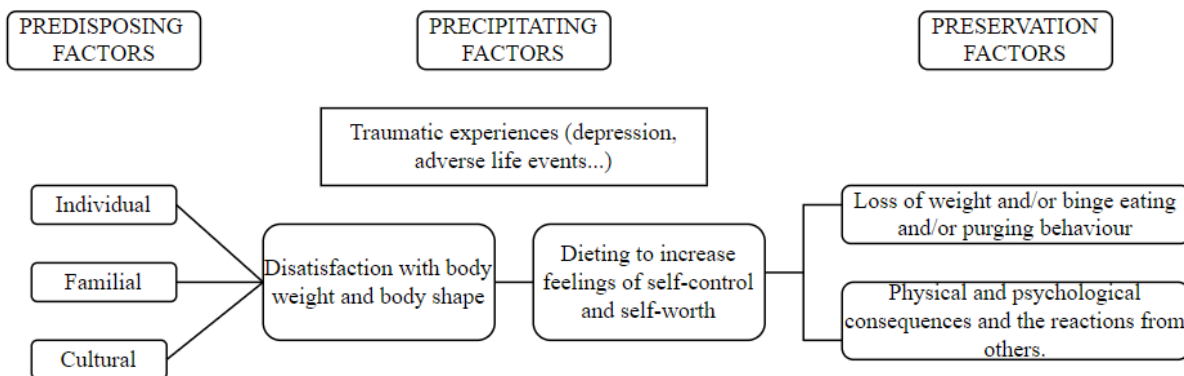 PREDISPOSING
FACTORS
PRECIPITATING
FACTORS
PRESERVATION
FACTORS
Traumatic experiences (depression,
adverse life events...)
Individual
Familial
Cultural
Disatisfaction with body
weight and body shape
Dieting to increase
feelings of self-control
and self-worth
Loss of weight and/or binge eating
and/or purging behaviour
Physical and psychological
consequences and the reactions from
others.